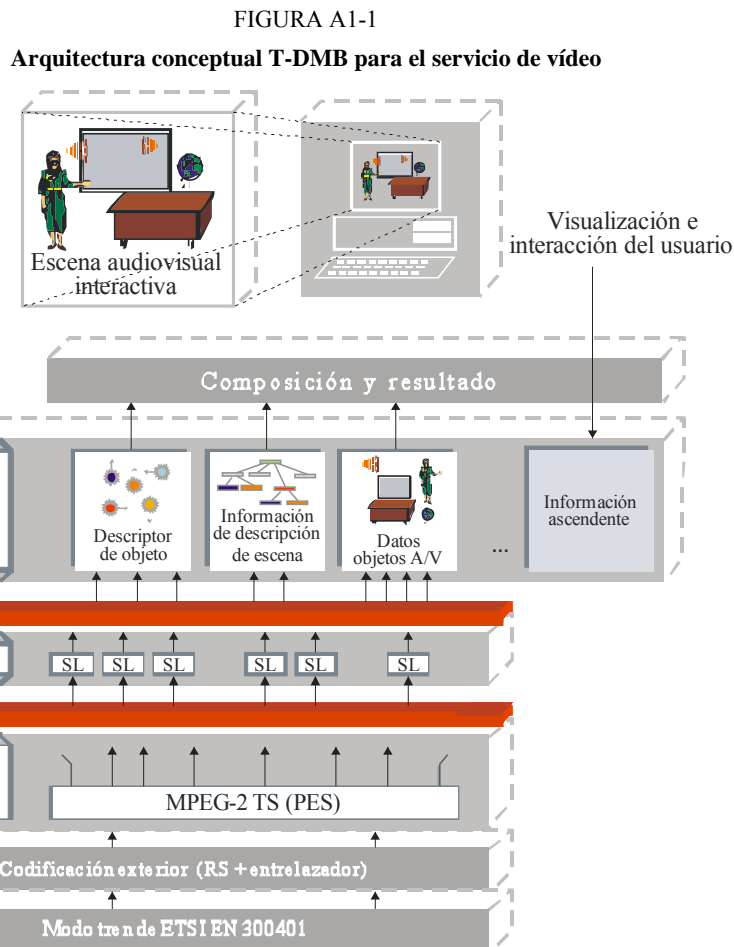 FIGURA A1-1
Arquitectura conceptual T-DMB para el servicio de vídeo
Escena audiovisual
interactiva
Visualización e
interacción del usuario
Composición y resultado
Descriptor
de objeto
Información
de descripción
de escena
Datos
objetos A/V
...
Información
ascendente
SL SL SL SL SL SL
MPEG-2 TS (PES)
Codificación exterior (RS + entrelazador)
Modo tren de ETSI EN 300401